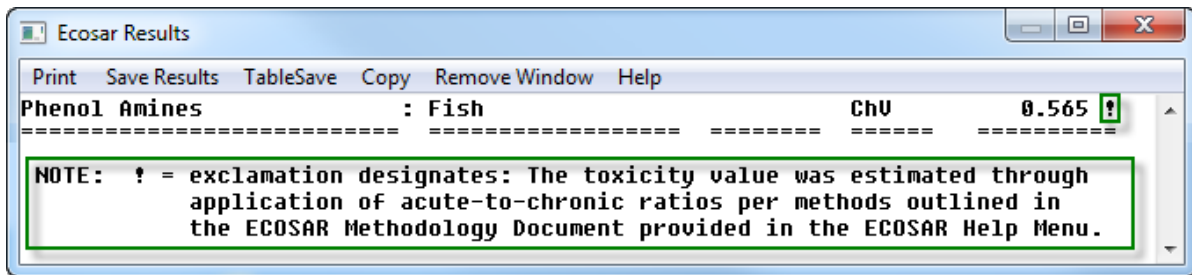 Ecosar Results
Print Save Results TableSave Copy Remove Window Help
Phenol Amines : Fish ChV 0.565 !
=========================== ================== ======== ====== ==========
NOTE: ! = exclamation designates: The toxicity value was estimated through
application of acute-to-chronic ratios per methods outlined in
the ECOSAR Methodology Document provided in the ECOSAR Help Menu.